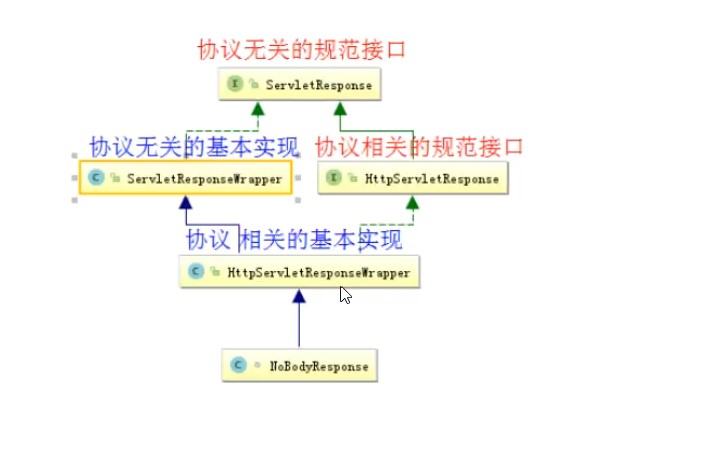 协议无关的规范接口
I ServletResponse
协议无关的基本实现 协议相关的规范接口
C ServletResponseWrapper I HttpServletResponse
协议 相关的基本实现
C HttpServletResponseWrapper
C NoBodyResponse